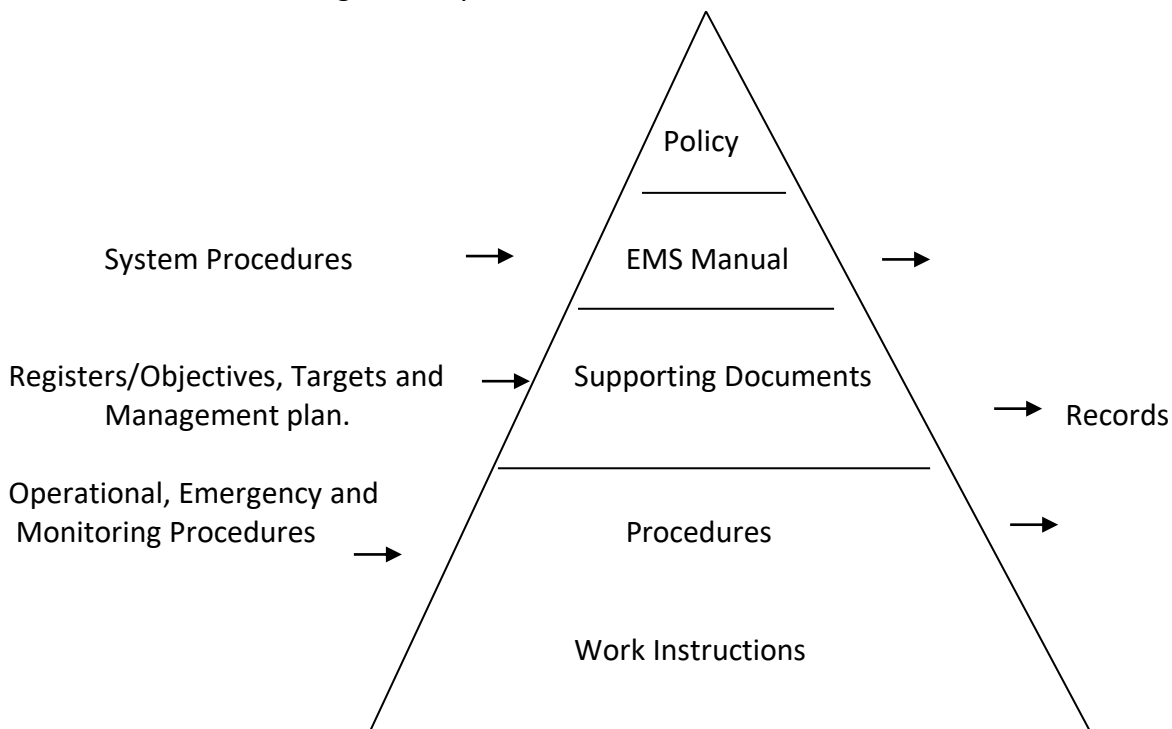 Policy
System Procedures
EMS Manual
Registers/Objectives, Targets and
Management plan.
Supporting Documents
Records
Operational, Emergency and
Monitoring Procedures
Procedures
Work Instructions